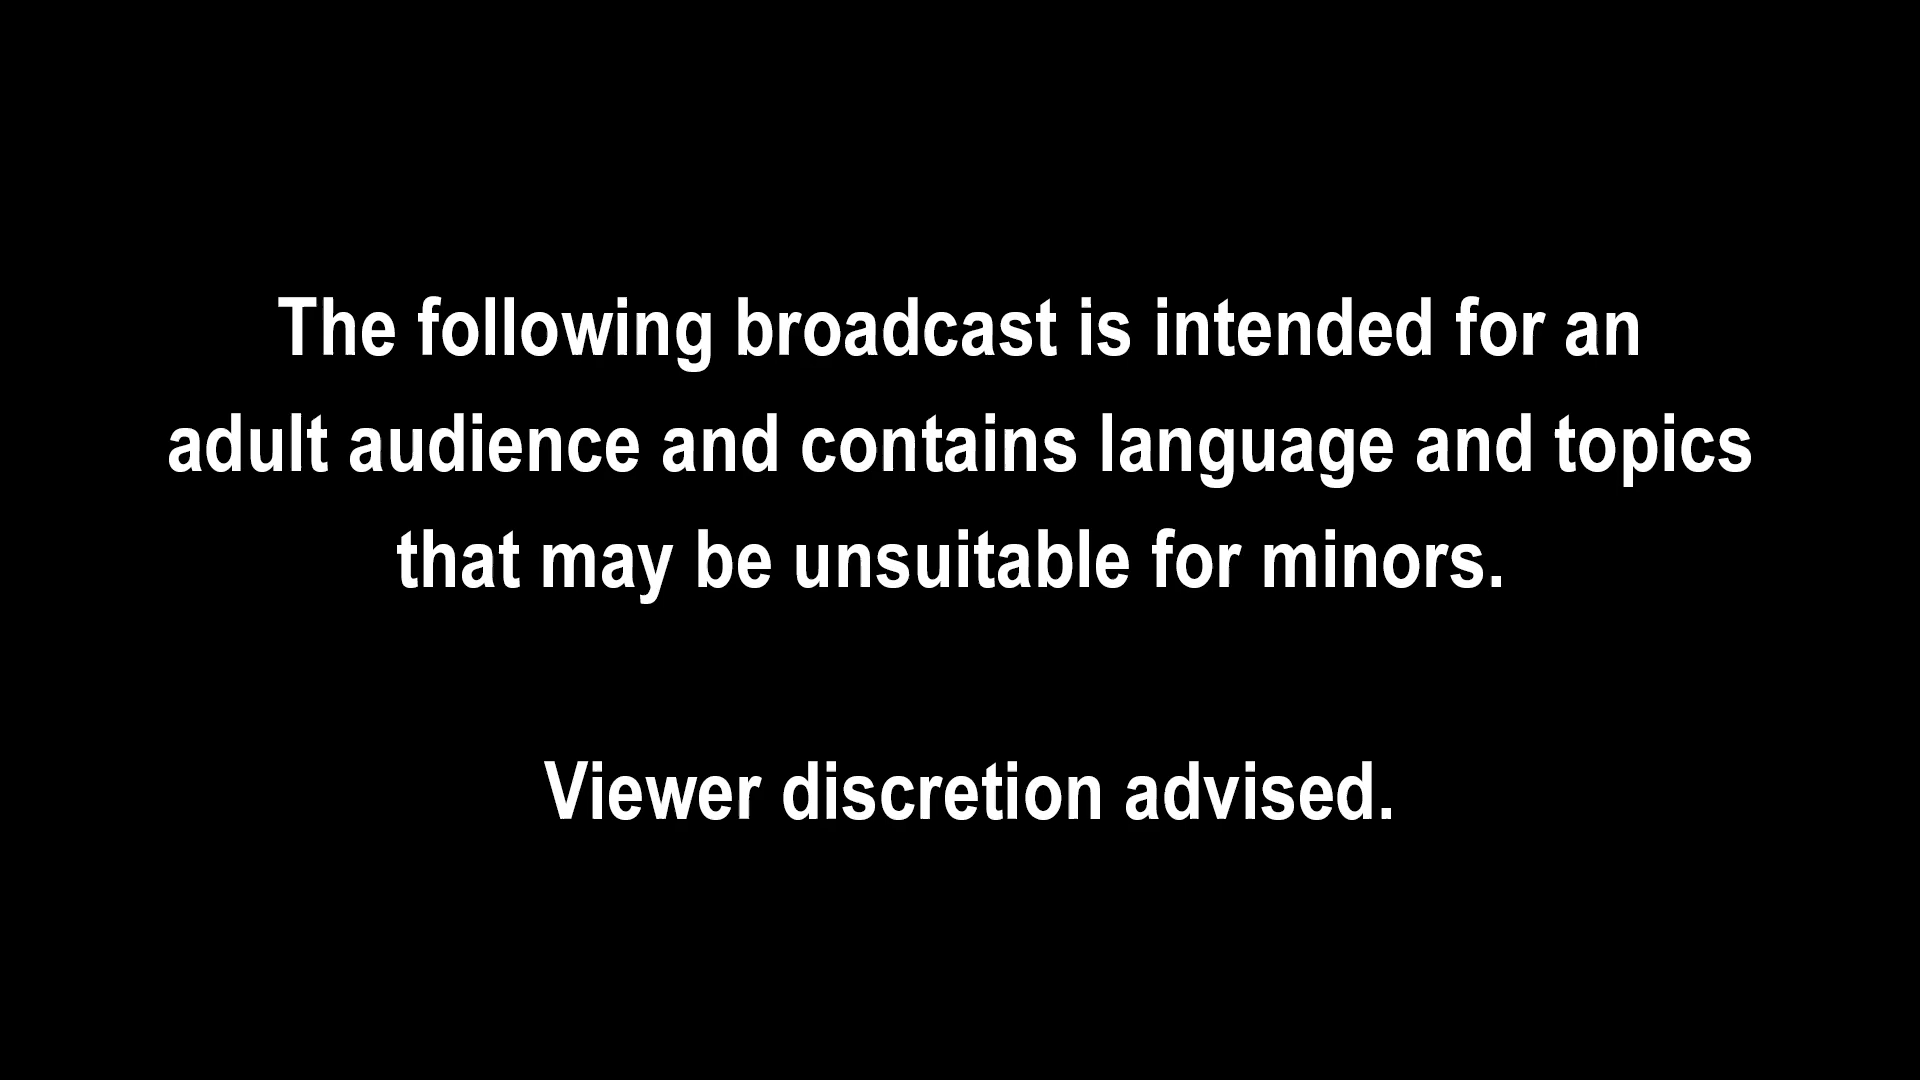 The following broadcast is intended for an
adult audience and contains language and topics
that may be unsuitable for minors.
Viewer discretion advised.